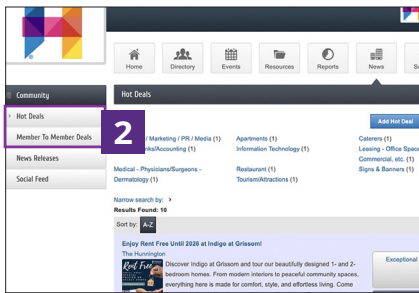 Home
Directory
Events
Resources
Reports
News
Community
Hot Deals
Hot Deals
Member To Member Deals
News Releases
Social Feed
2
Add Hot Deal
/ Marketing / PR / Media (1)
Apartments (1)
Caterers (1)
/Accounting (1)
Information Technology (1)
Leasing - Office Space
Commercial, etc. (1)
Medical - Physicians/Surgeons -
Dermatology (1)
Restaurant (1)
Signs & Banners (1)
Tourism/Attractions (1)
Narrow search by: >
Results Found: 10
Sort by: A-Z
Enjoy Rent Free Until 2026 at Indigo at Grissom!
The Hunnington
Rent Free
Discover Indigo at Grissom and tour our beautifully designed 1- and 2-
bedroom homes. From modern interiors to peaceful community spaces,
everything here is made for comfort, style, and effortless living. Come
Exceptional